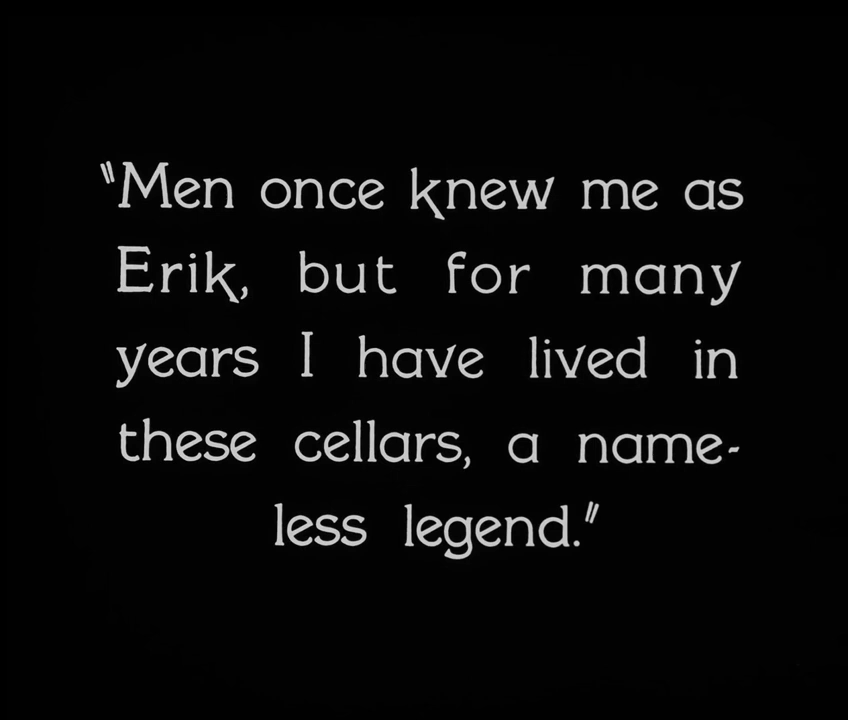 "Men once knew me as
Erik, but for many
years I have lived in
these cellars, a name-
less legend."